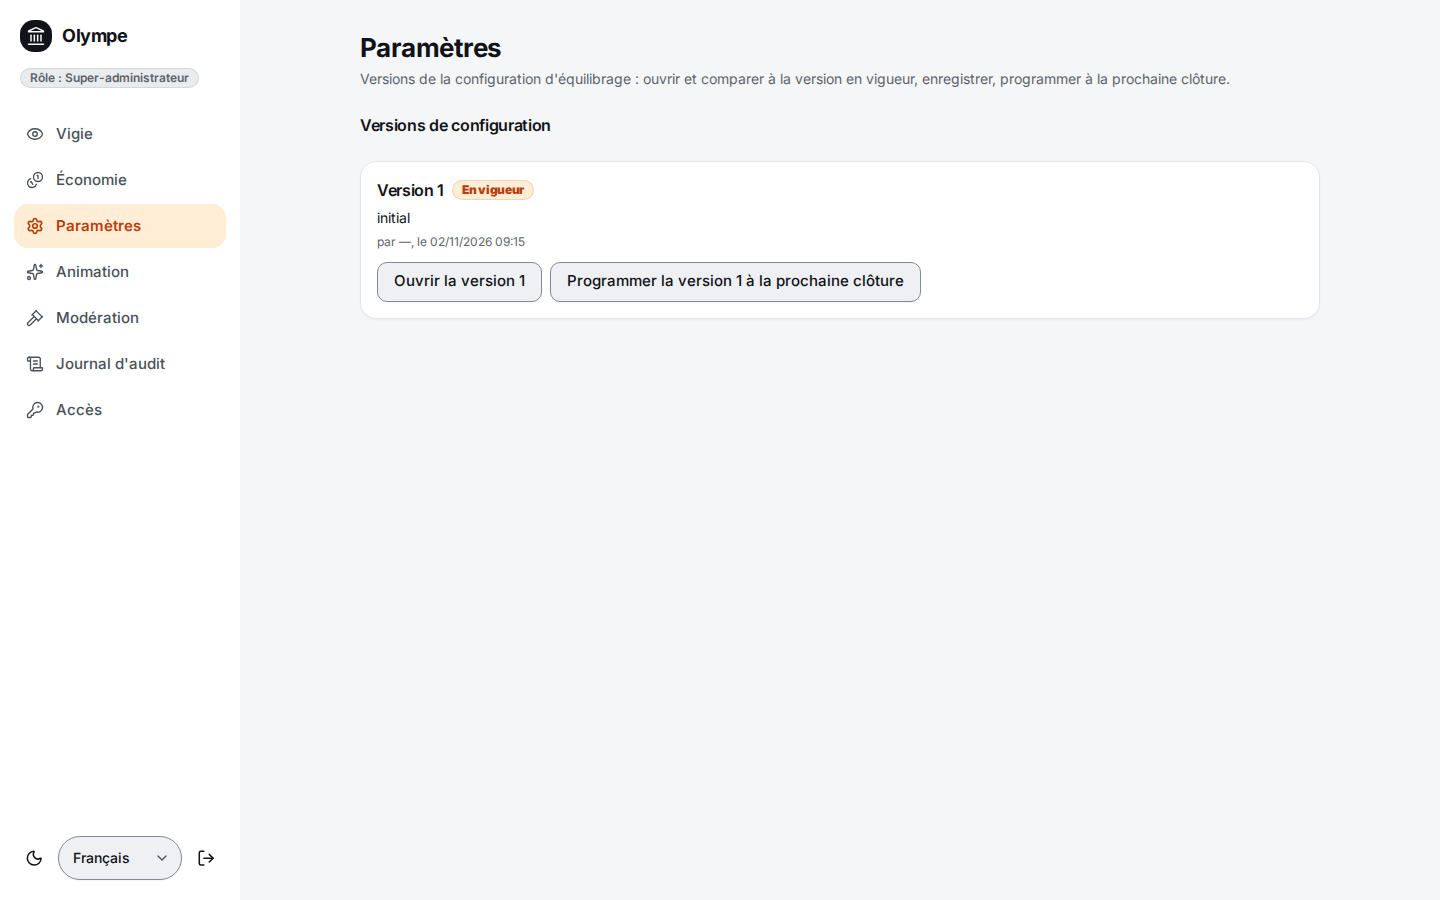 Olympe
Rôle : Super-administrateur
Vigie
Économie
Paramètres
Animation
Modération
Journal d'audit
Accès
Français
Paramètres
Versions de la configuration d'équilibrage : ouvrir et comparer à la version en vigueur, enregistrer, programmer à la prochaine clôture.
Versions de configuration
Version 1 En vigueur
initial
par —, le 02/11/2026 09:15
Ouvrir la version 1 Programmer la version 1 à la prochaine clôture